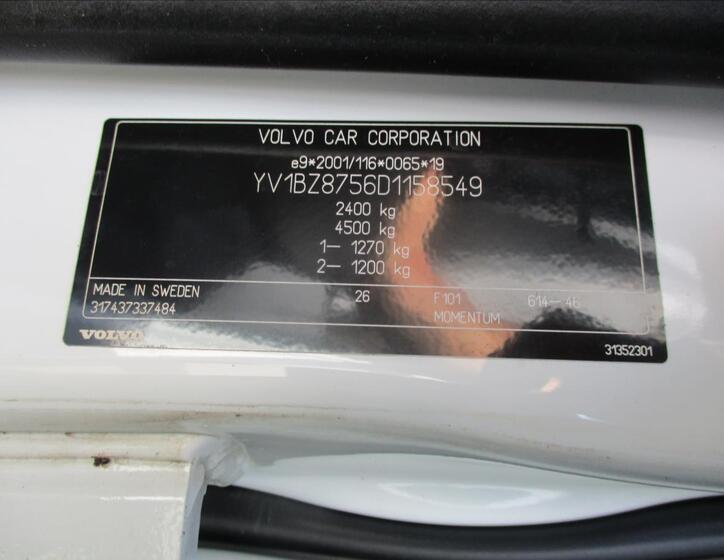 VOLVO CAR CORPORATION
e9*2001/116*0065*19
YV1BZ8756D1158549
2400 kg
4500 kg
1— 1270 kg
2— 1200 kg
MADE IN SWEDEN 26 F101 614—46
317437337484 MOMENTUM
VOLVO 31352301